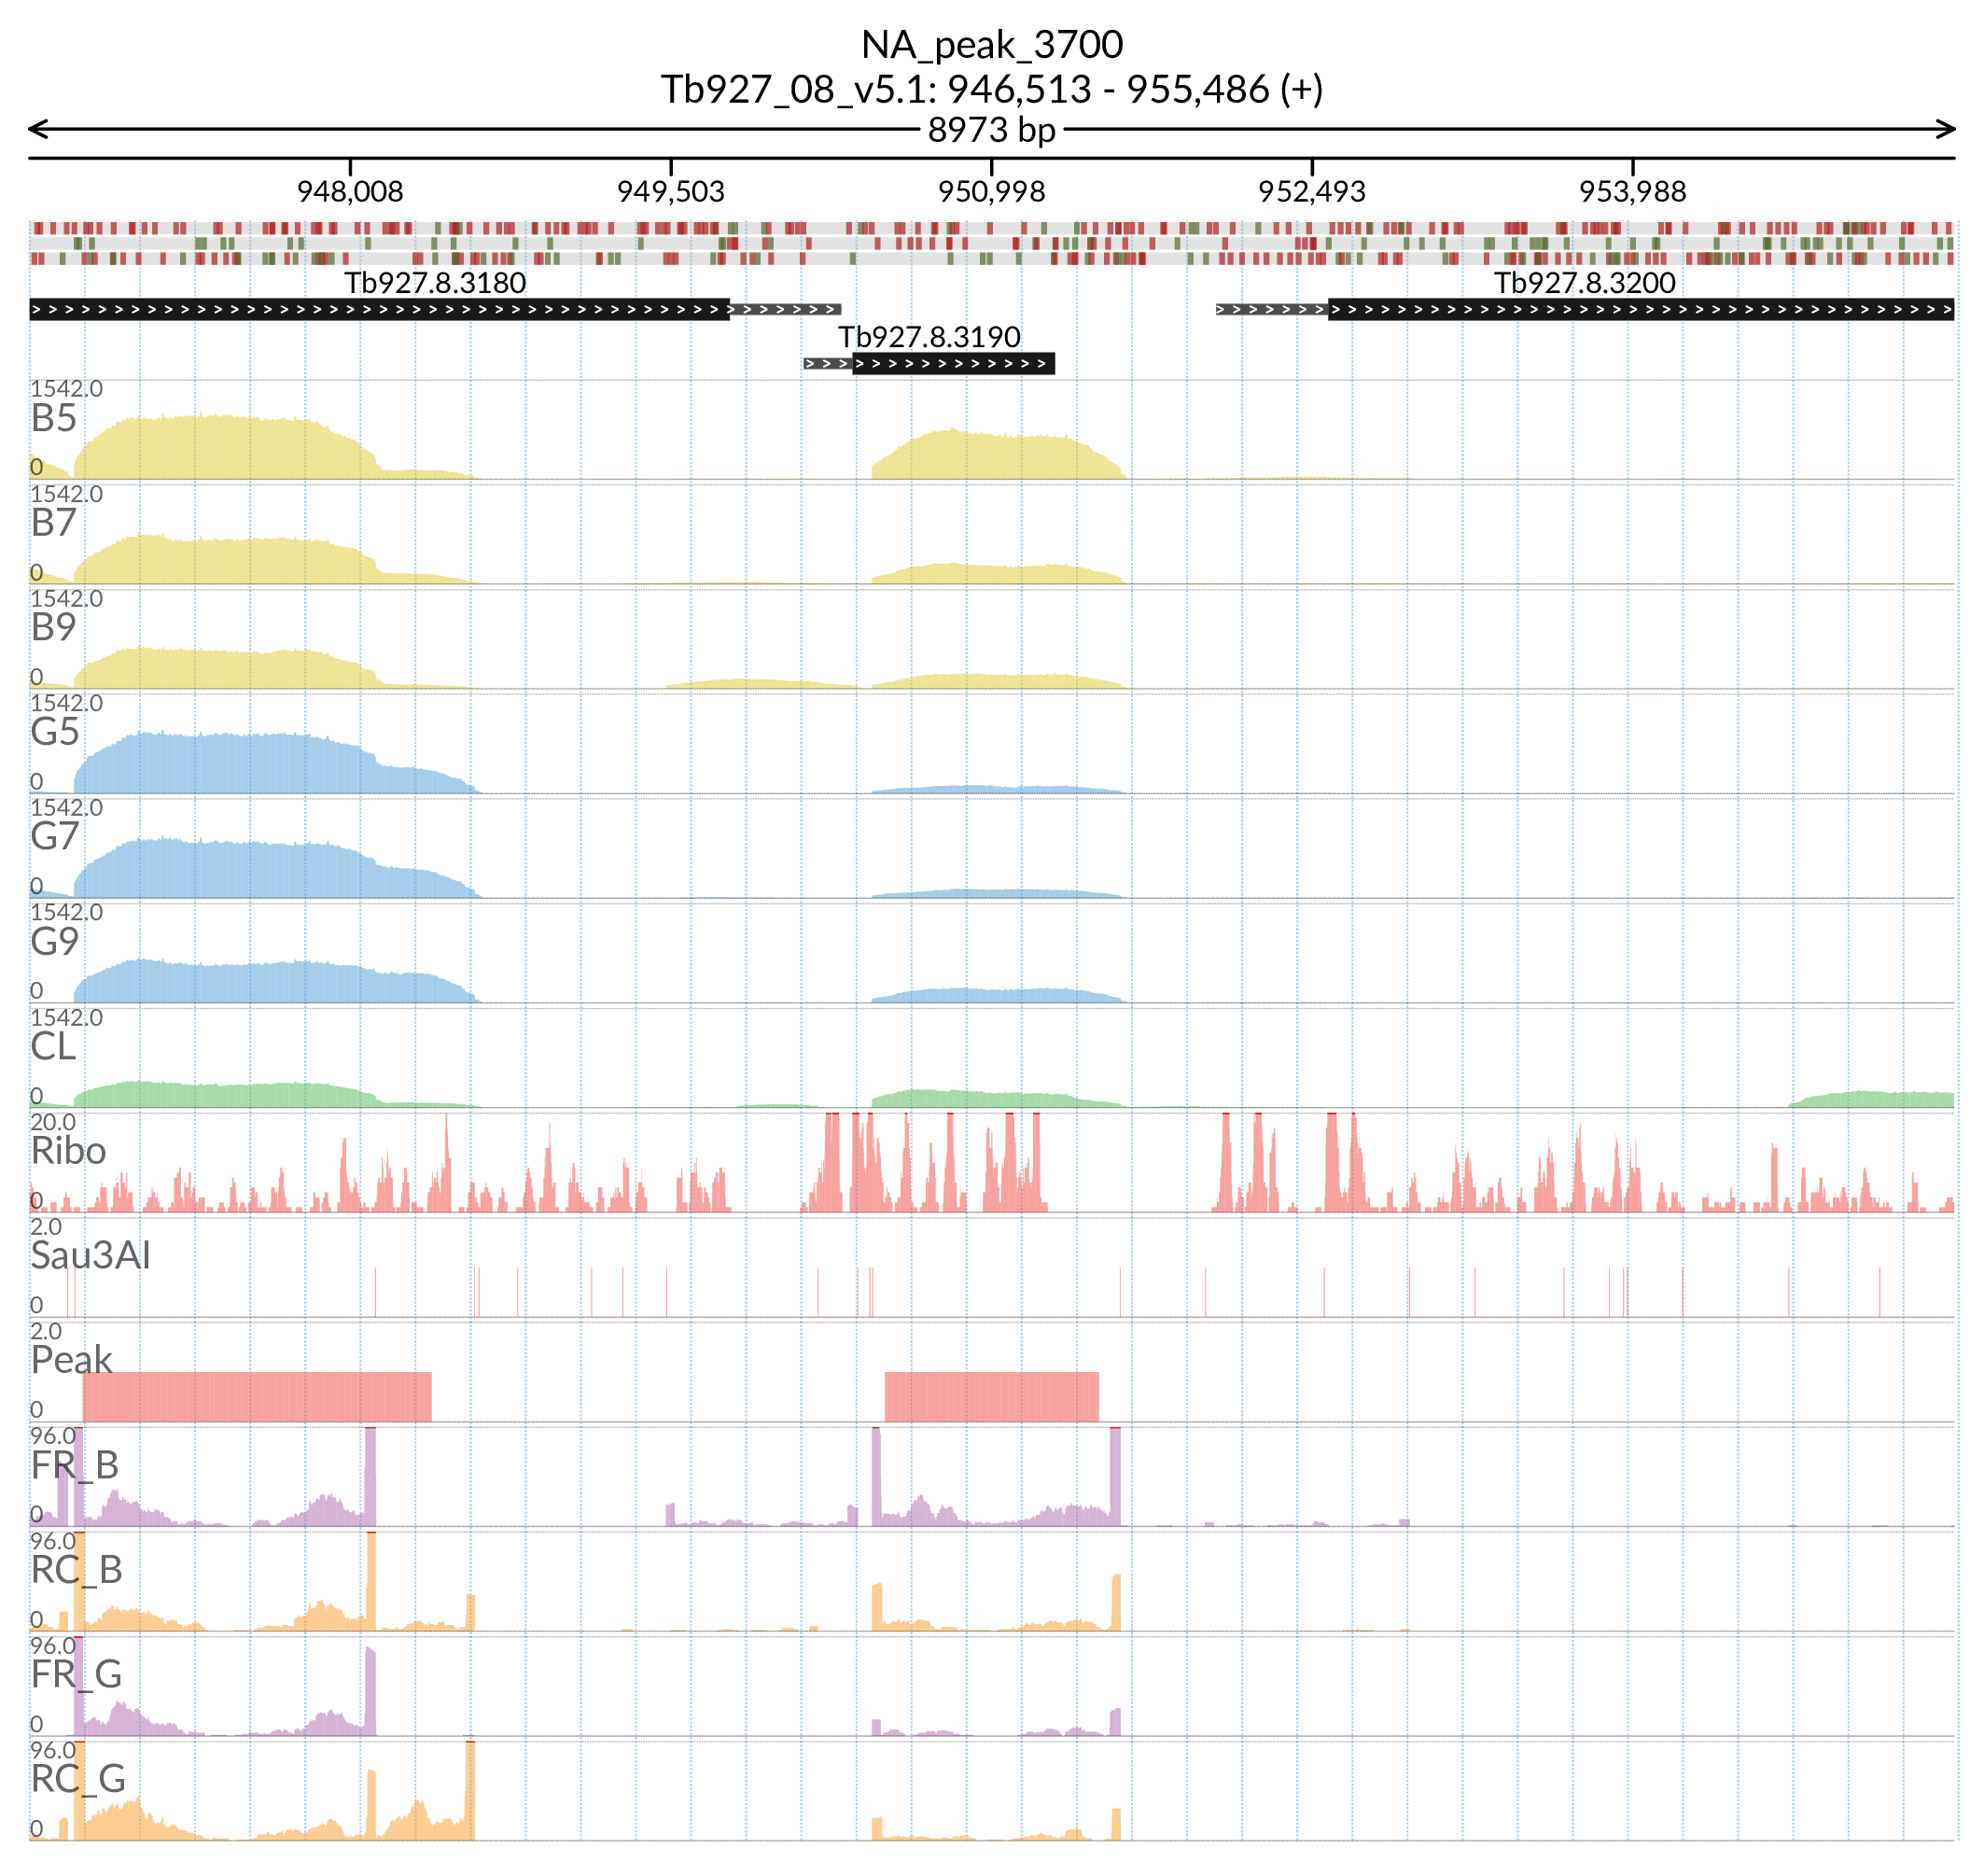 NA_peak_3700
Tb927_08_v5.1: 946,513 - 955,486 (+)
8973 bp
948,008 949,503 950,998 952,493 953,988
Tb927.8.3180 Tb927.8.3200
Tb927.8.3190
1542.0
B5
0
1542.0
B7
0
1542.0
B9
0
1542.0
G5
0
1542.0
G7
0
1542.0
G9
0
1542.0
CL
0
20.0
Ribo
0
2.0
Sau3AI
0
2.0
Peak
0
96.0
FR_B
0
96.0
RC_B
0
96.0
FR_G
0
96.0
RC_G
0